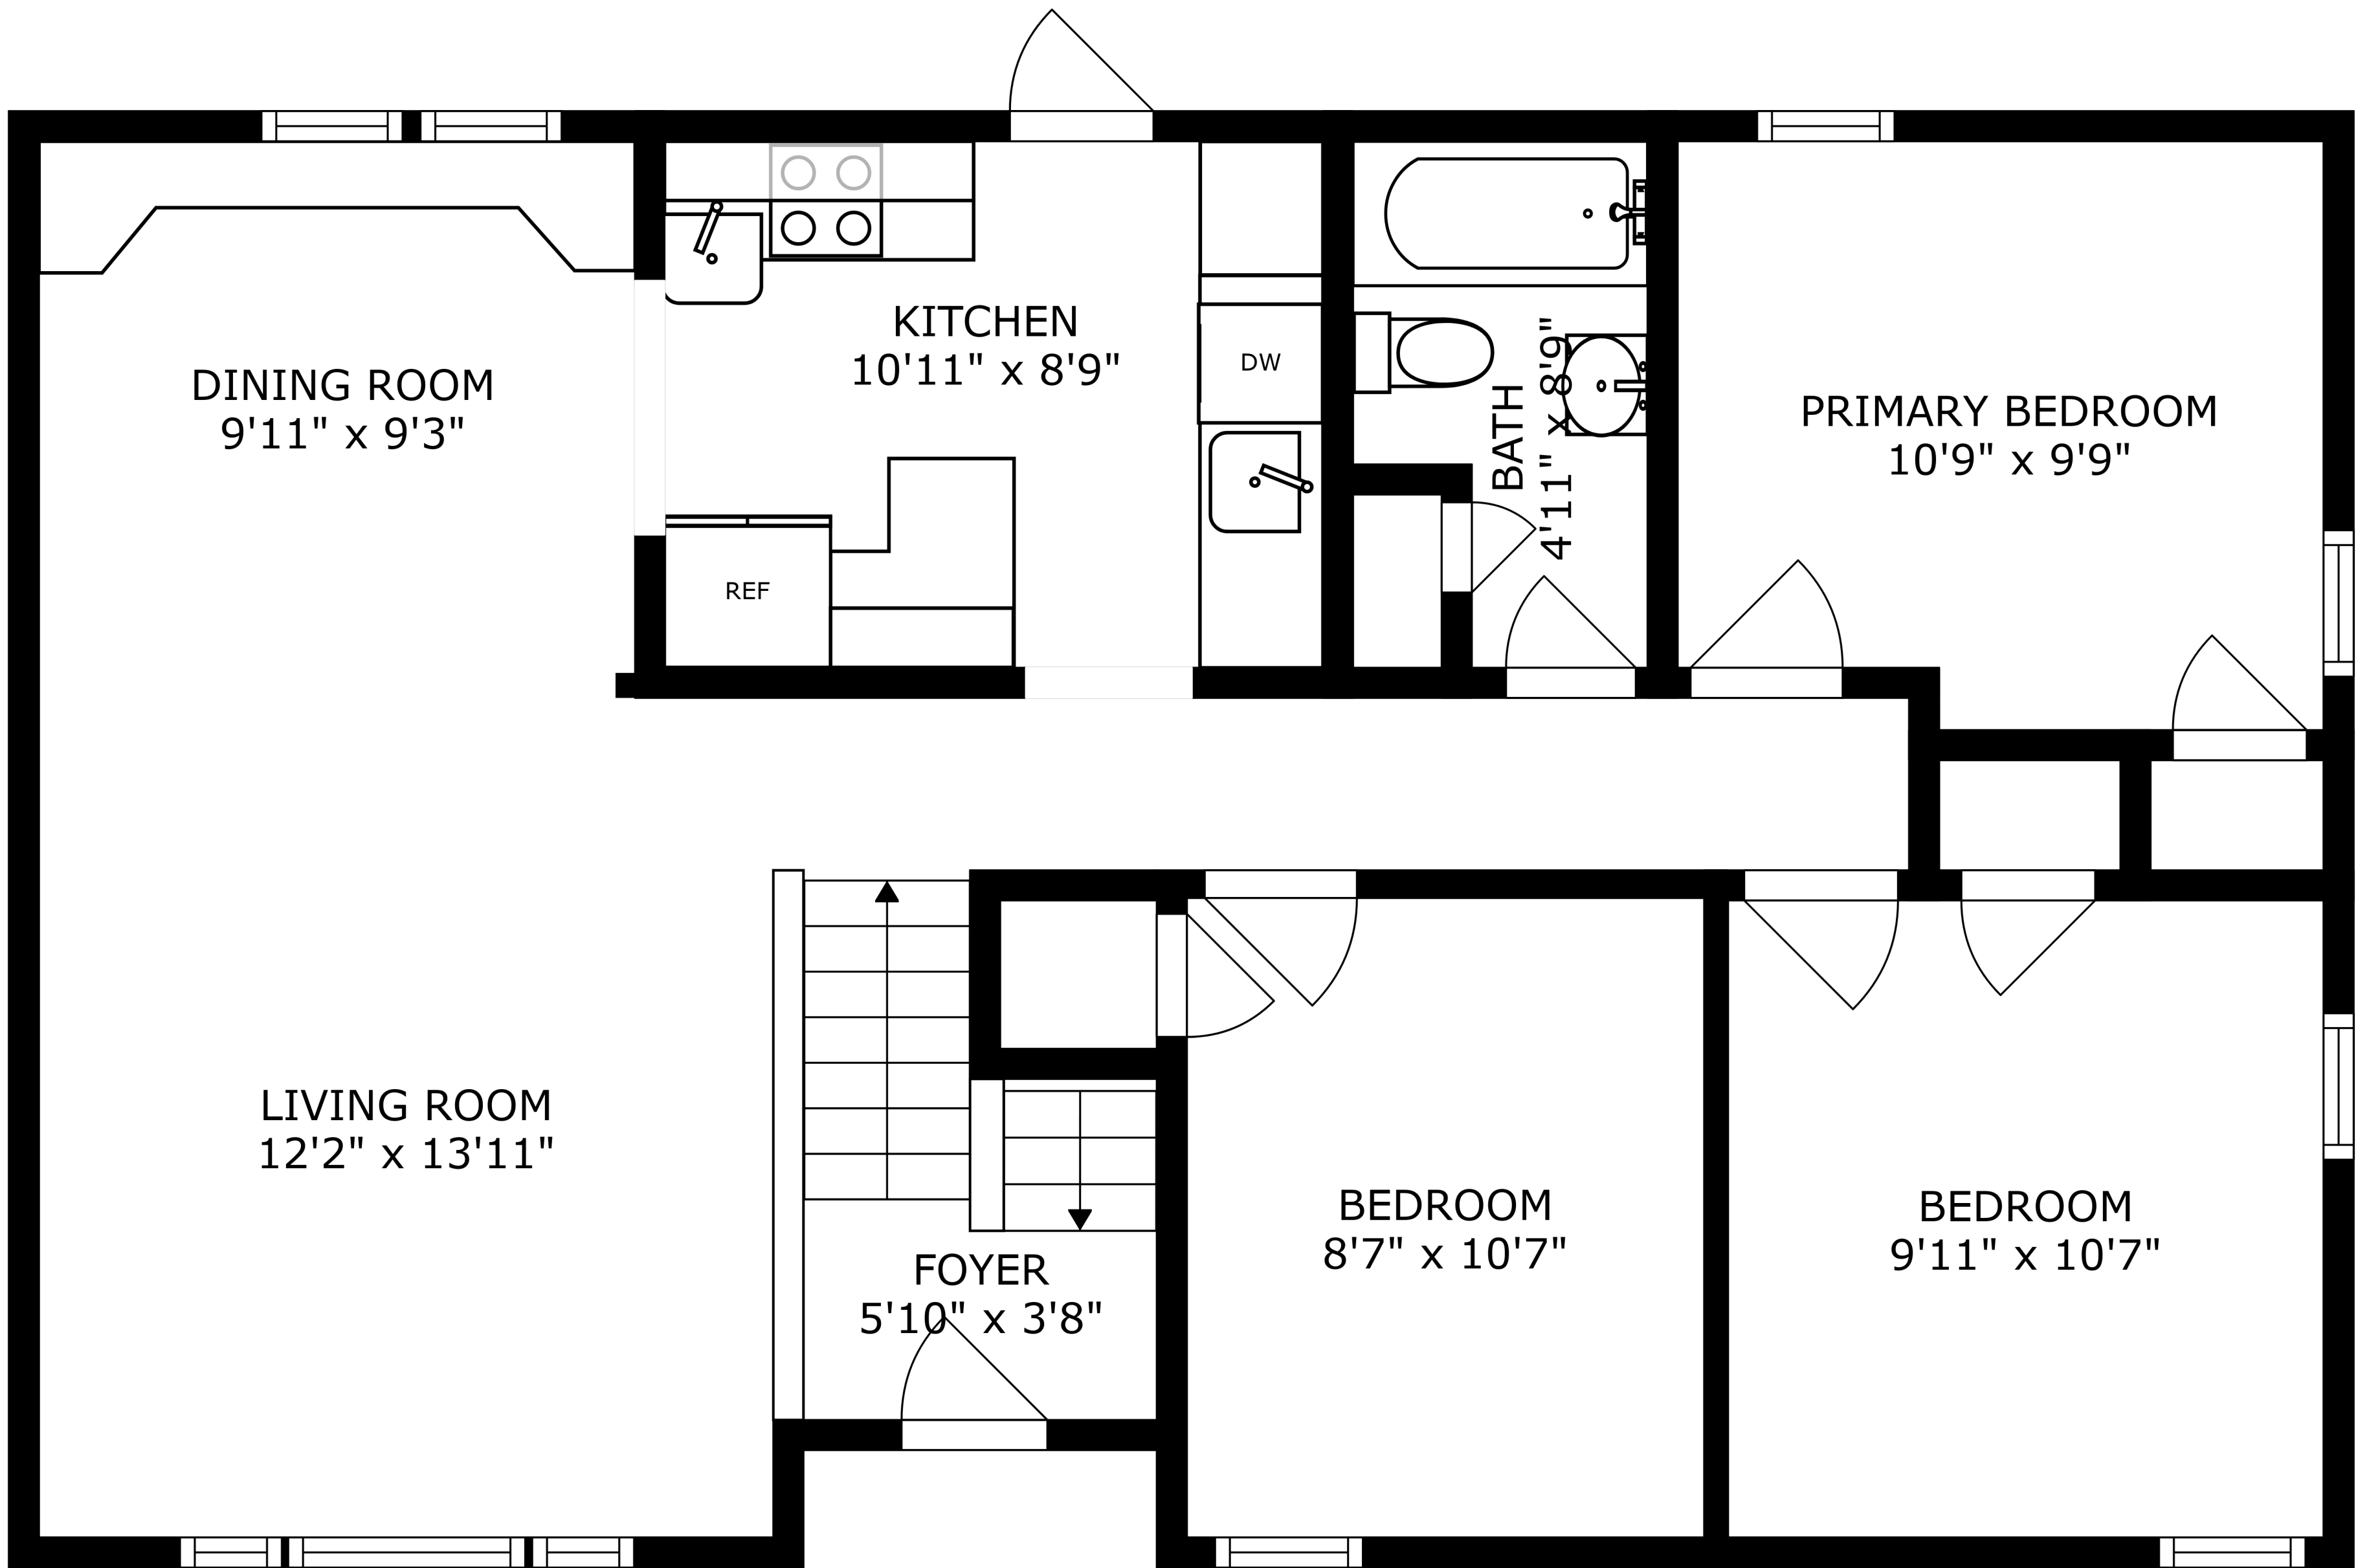 KITCHEN
10'11" x 8'9"
DINING ROOM
9'11" x 9'3"
DW
BATH
4'11" x 8'9"
PRIMARY BEDROOM
10'9" x 9'9"
REF
LIVING ROOM
12'2" x 13'11"
BEDROOM
8'7" x 10'7"
BEDROOM
9'11" x 10'7"
FOYER
5'10" x 3'8"